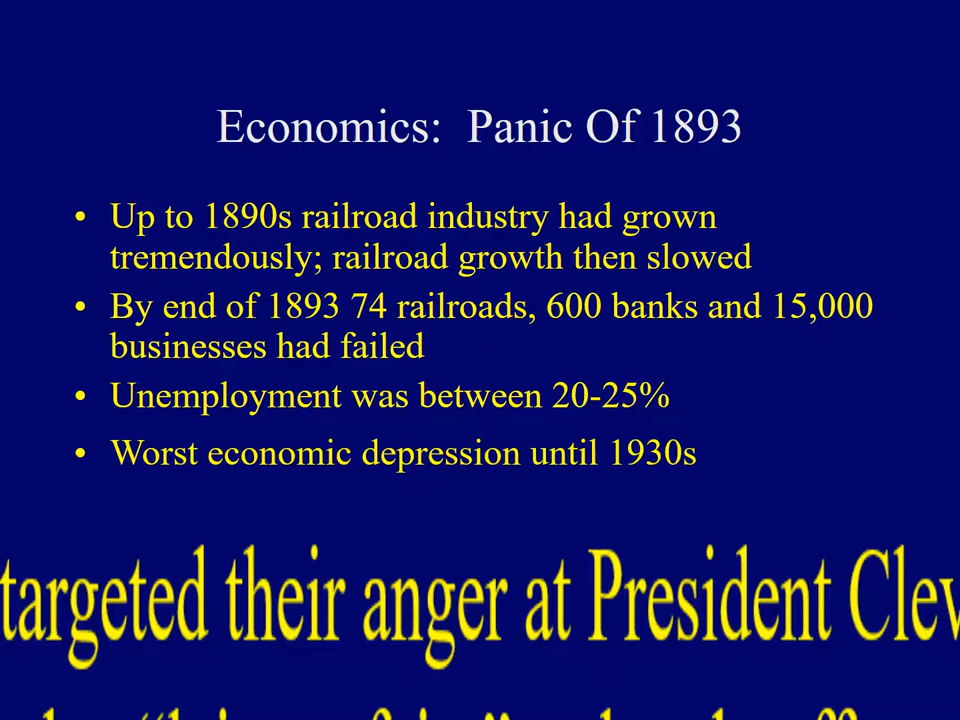 Economics: Panic Of 1893
• Up to 1890s railroad industry had grown
tremendously; railroad growth then slowed
• By end of 1893 74 railroads, 600 banks and 15,000
businesses had failed
• Unemployment was between 20-25%
• Worst economic depression until 1930s
targeted their anger at President Clev